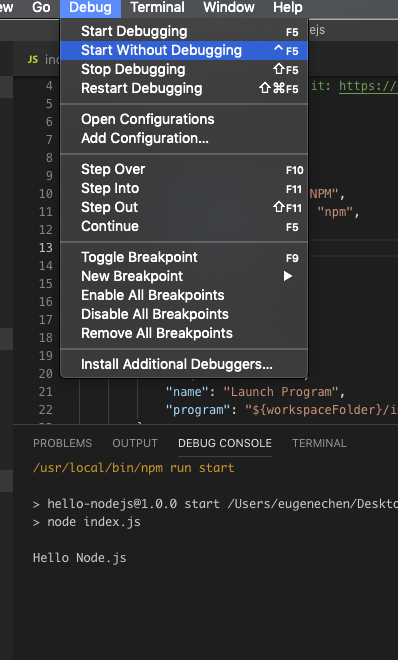 ew Go Debug Terminal Window Help
Start Debugging F5
Start Without Debugging ^F5
Stop Debugging ⇧F5
Restart Debugging ⇧⌘F5
Open Configurations
Add Configuration...
Step Over F10
Step Into F11
Step Out ⇧F11
Continue F5
Toggle Breakpoint F9
New Breakpoint ▶
Enable All Breakpoints
Disable All Breakpoints
Remove All Breakpoints
Install Additional Debuggers...
ejs
JS in
4 it: https://
5
6
7
8
9
10 NPM",
11 "npm",
12
13
14
15
16
17
18
19
20
21 "name": "Launch Program",
22 "program": "${workspaceFolder}/i
23
PROBLEMS OUTPUT DEBUG CONSOLE TERMINAL
/usr/local/bin/npm run start
> hello-nodejs@1.0.0 start /Users/eugenechen/Deskto
> node index.js
Hello Node.js